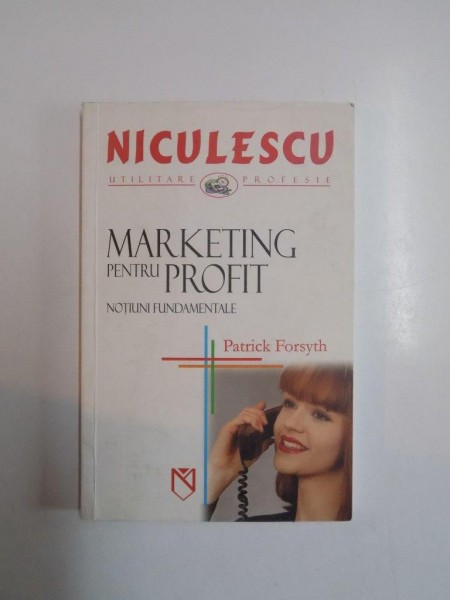 NICULESCU
UTILITARE PROFESIE
MARKETING
PENTRU PROFIT
NOȚIUNI FUNDAMENTALE
Patrick Forsyth